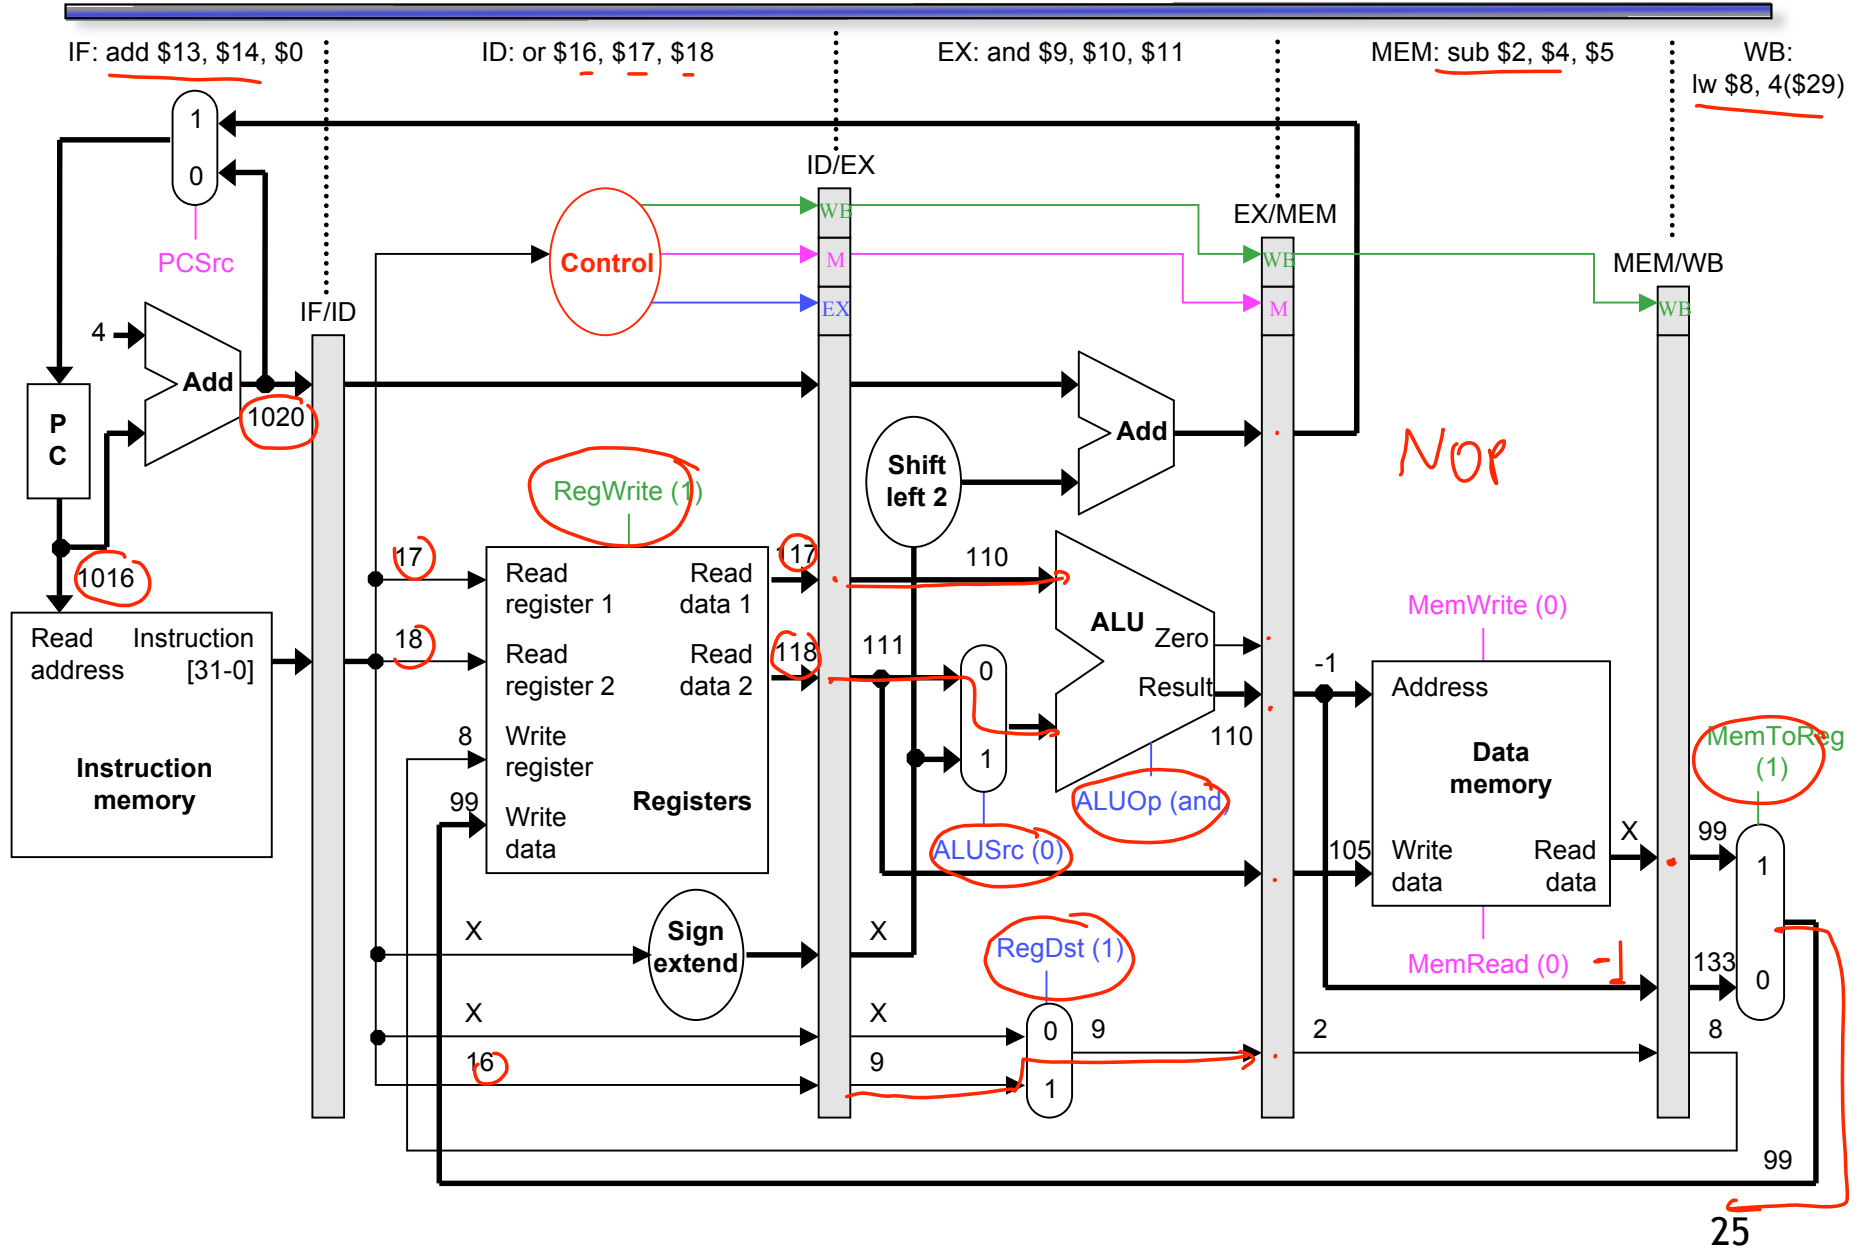 IF: add $13, $14, $0
ID: or $16, $17, $18
EX: and $9, $10, $11
MEM: sub $2, $4, $5
WB:
lw $8, 4($29)
1
0
PCSrc
ID/EX
WB
M
EX
Control
EX/MEM
WB
M
MEM/WB
WB
IF/ID
4
Add
1020
P
C
1016
Read
address
Instruction
[31-0]
Instruction
memory
RegWrite (1)
17
18
8
99
Read
register 1
Read
data 1
Read
register 2
Read
data 2
Write
register
Write
data
Registers
117
118
Shift
left 2
Add
NOP
110
111
0
1
ALU
Zero
Result
110
ALUOp (and)
ALUSrc (0)
-1
MemWrite (0)
Address
Data
memory
105
Write
data
Read
data
MemRead (0)
-1
X
99
133
MemToReg
(1)
1
0
X
Sign
extend
X
RegDst (1)
X
X
0
1
9
2
8
16
9
99
25